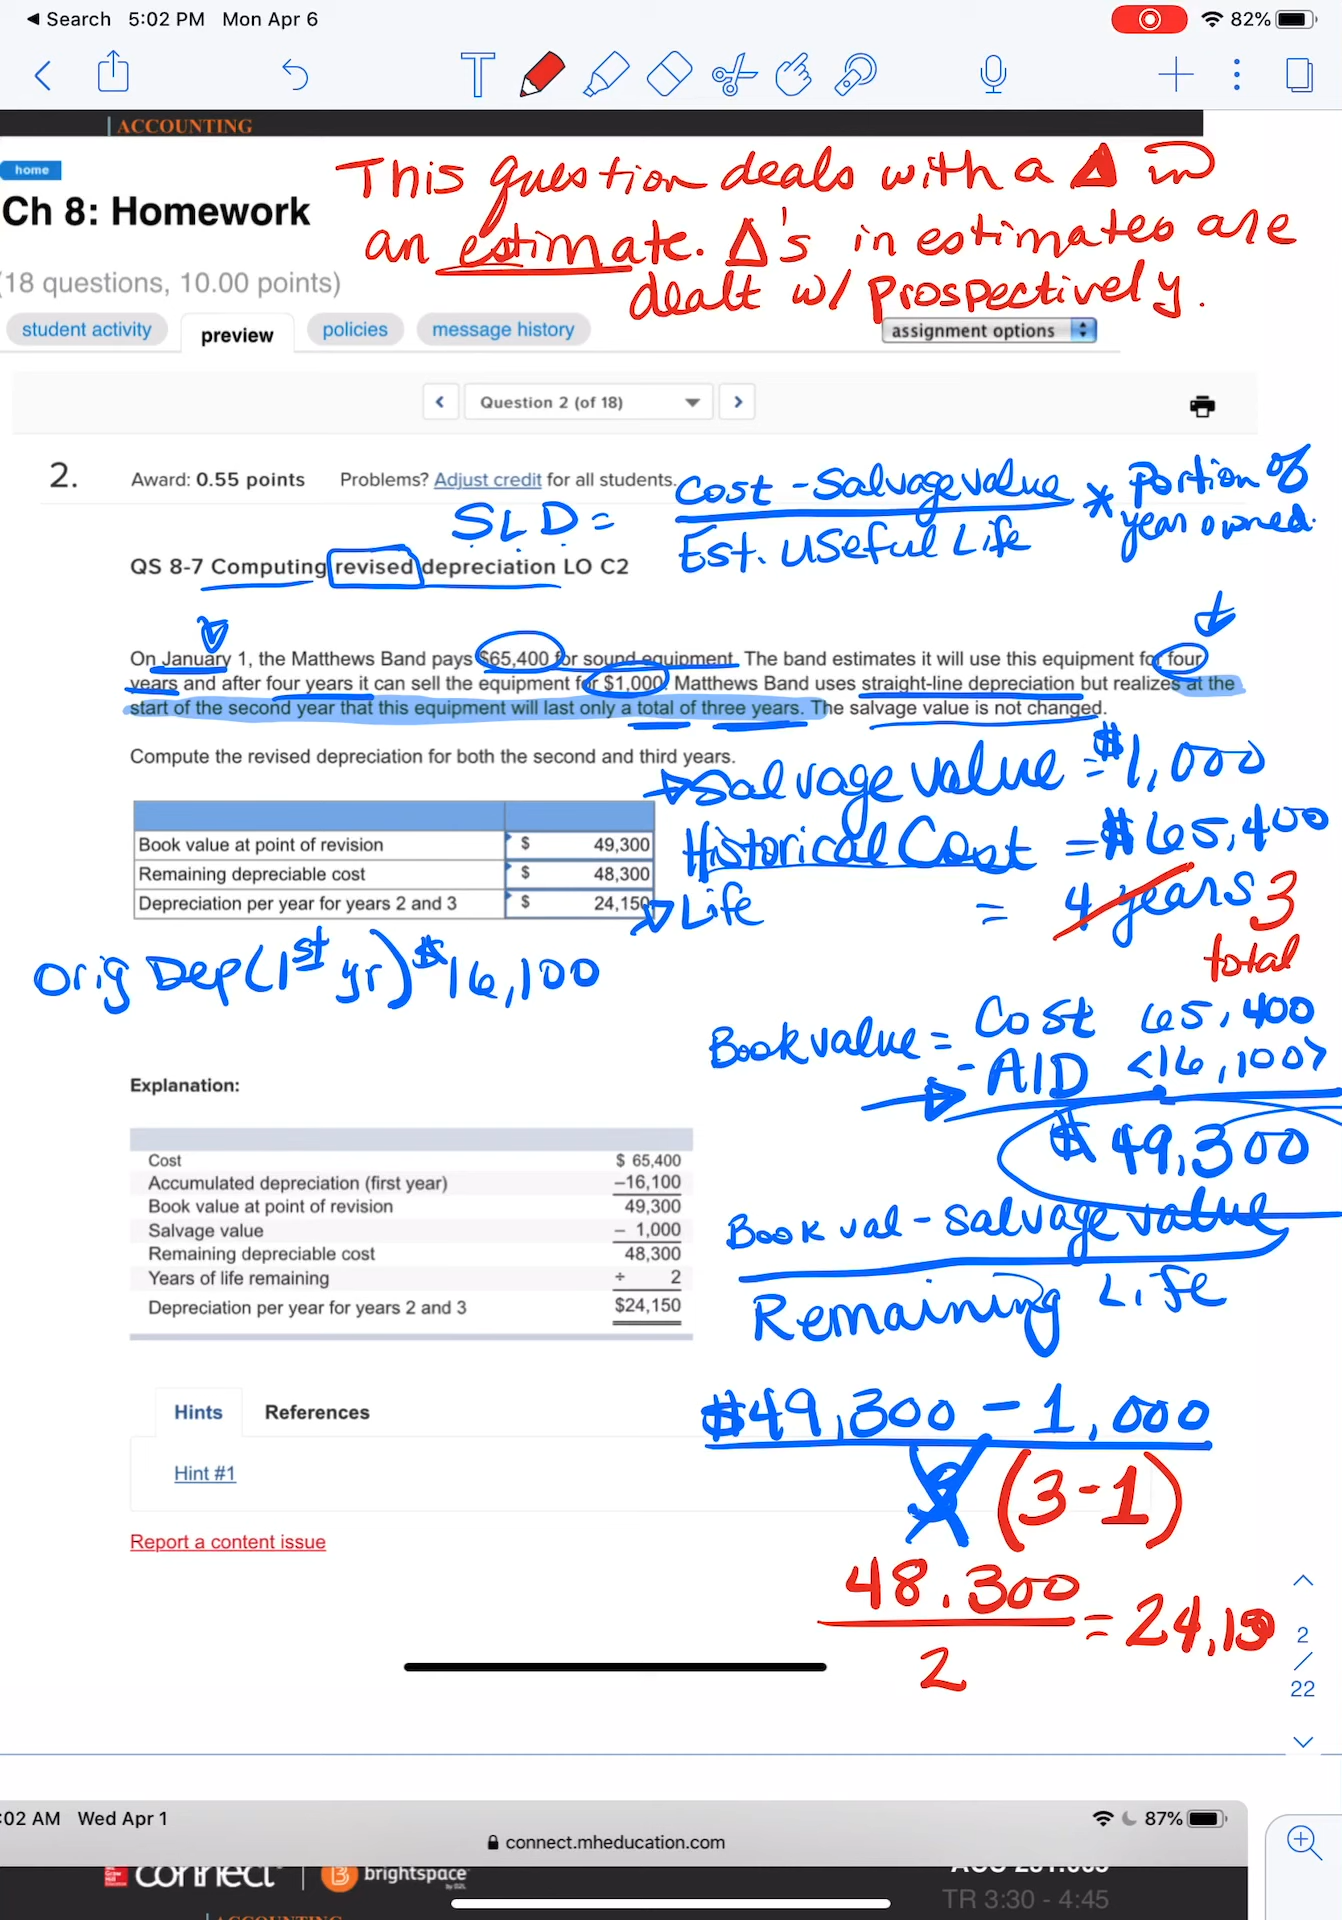 Search 5:02 PM Mon Apr 6 82%
T
ACCOUNTING
home
This question deals with a Δ in
Ch 8: Homework
an estimate. Δ's in estimates are
(18 questions, 10.00 points)
dealt w/ prospectively.
student activity preview policies message history assignment options
Question 2 (of 18)
2. Award: 0.55 points Problems? Adjust credit for all students.
SLD = Cost - Salvage value * Portion of
Est. Useful Life year owned.
QS 8-7 Computing revised depreciation LO C2
On January 1, the Matthews Band pays $65,400 for sound equipment. The band estimates it will use this equipment for four
years and after four years it can sell the equipment for $1,000. Matthews Band uses straight-line depreciation but realizes at the
start of the second year that this equipment will last only a total of three years. The salvage value is not changed.
Compute the revised depreciation for both the second and third years.
Salvage value = $1,000
Book value at point of revision $ 49,300
Historical Cost = $65,400
Remaining depreciable cost $ 48,300
Depreciation per year for years 2 and 3 $ 24,150
Life = 4 years 3
total
Orig Dep (1st yr) $16,100
Book value = Cost 65,400
- A/D <16,100>
$49,300
Explanation:
Cost $ 65,400
Accumulated depreciation (first year) –16,100
Book value at point of revision 49,300
Salvage value – 1,000
Remaining depreciable cost 48,300
Years of life remaining ÷ 2
Depreciation per year for years 2 and 3 $24,150
Book val - Salvage value
Remaining Life
Hints References
$49,300 - 1,000
Hint #1
(3-1)
Report a content issue
48.300
2
= 24,150
2
/
22
:02 AM Wed Apr 1 87%
connect.mheducation.com
connect brightspace
TR 3:30 - 4:45
ACCOUNTING